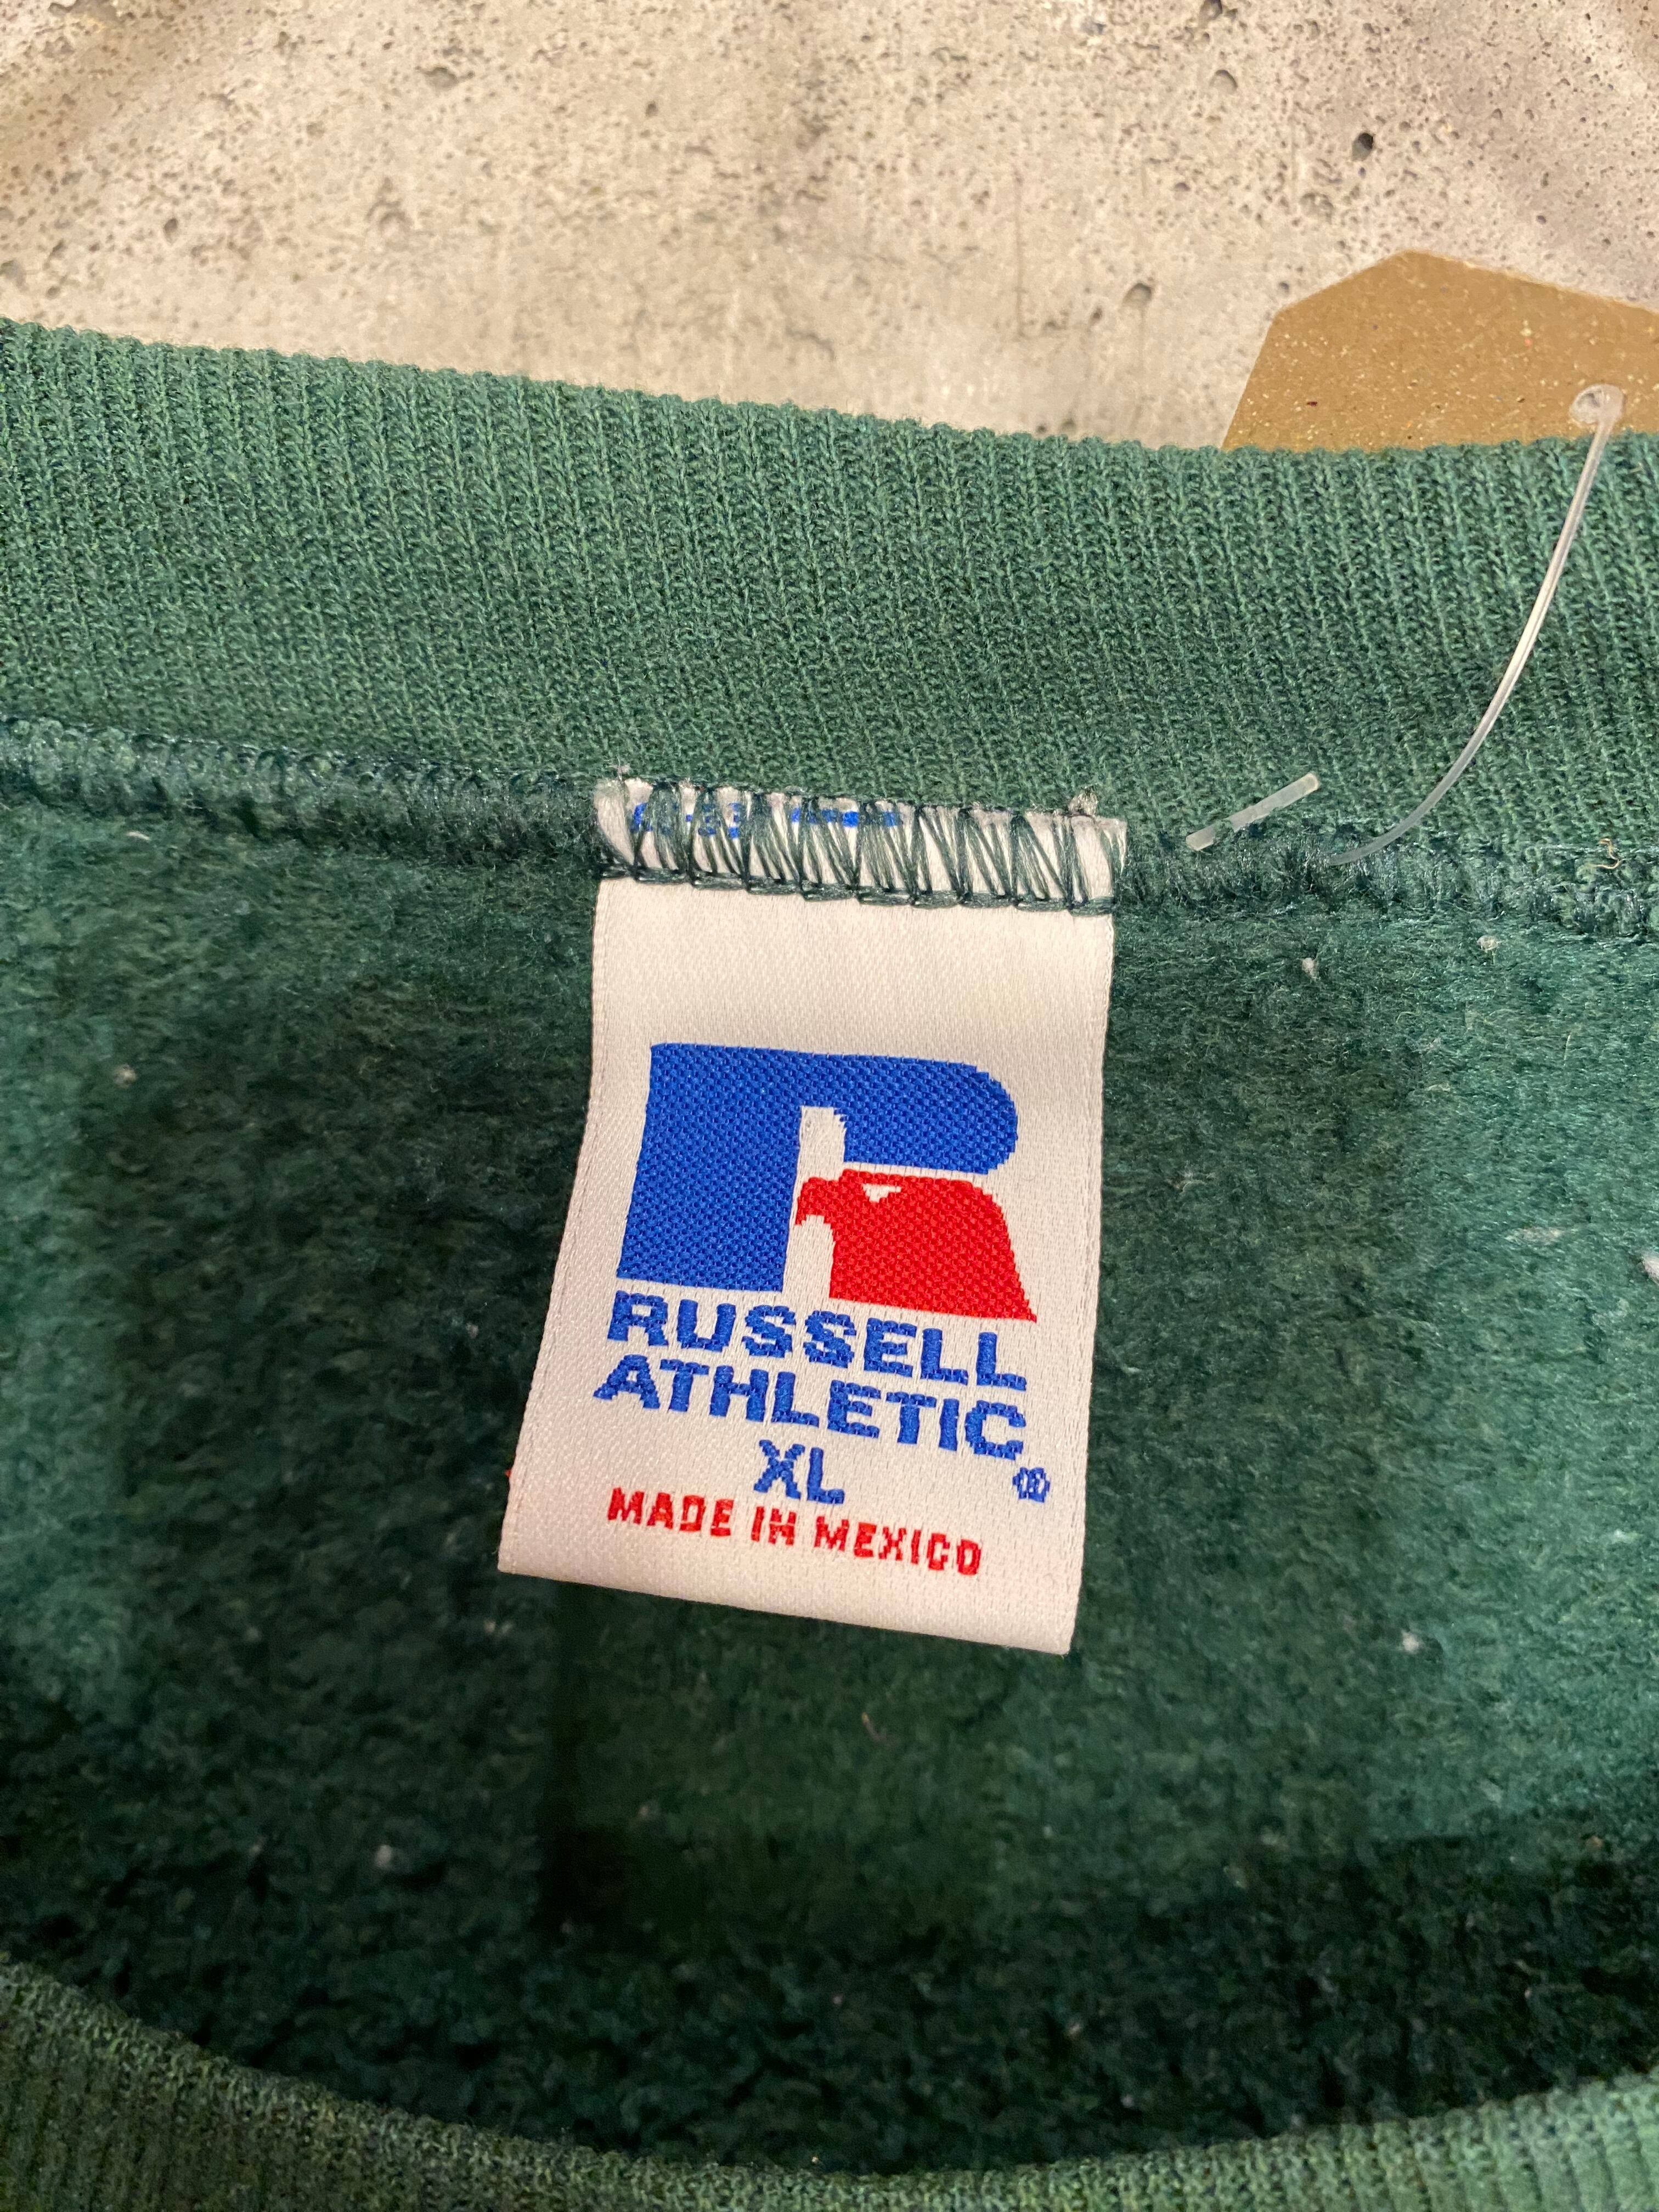 RUSSELL
ATHLETIC®
XL
MADE IN MEXICO